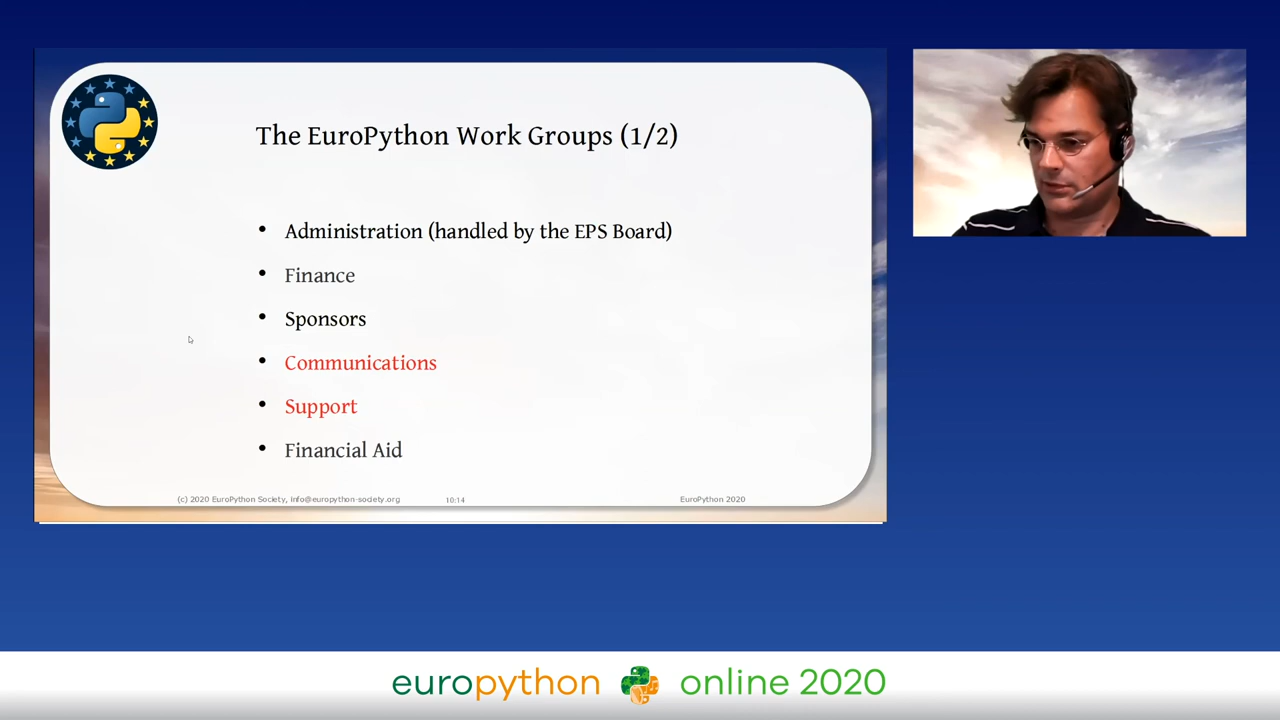 The EuroPython Work Groups (1/2)
• Administration (handled by the EPS Board)
• Finance
• Sponsors
• Communications
• Support
• Financial Aid
(c) 2020 EuroPython Society, info@europython-society.org 10:14 EuroPython 2020
europython online 2020